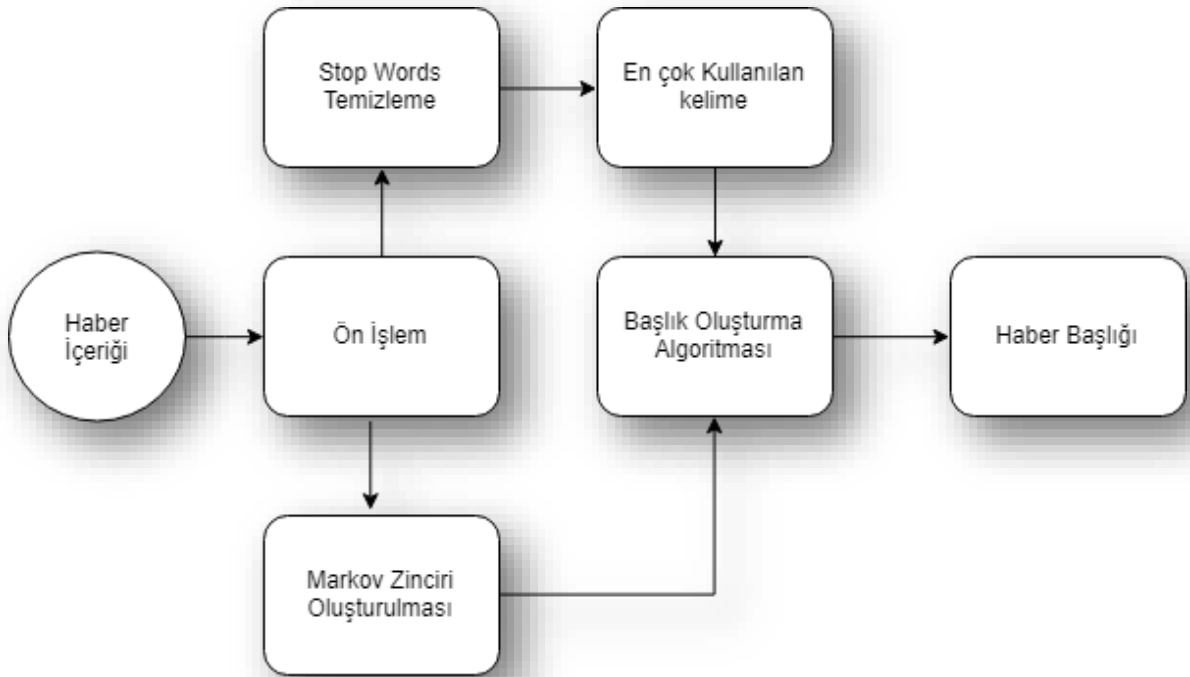 Stop Words
Temizleme
En çok Kullanılan
kelime
Haber
İçeriği
Ön İşlem
Başlık Oluşturma
Algoritması
Haber Başlığı
Markov Zinciri
Oluşturulması